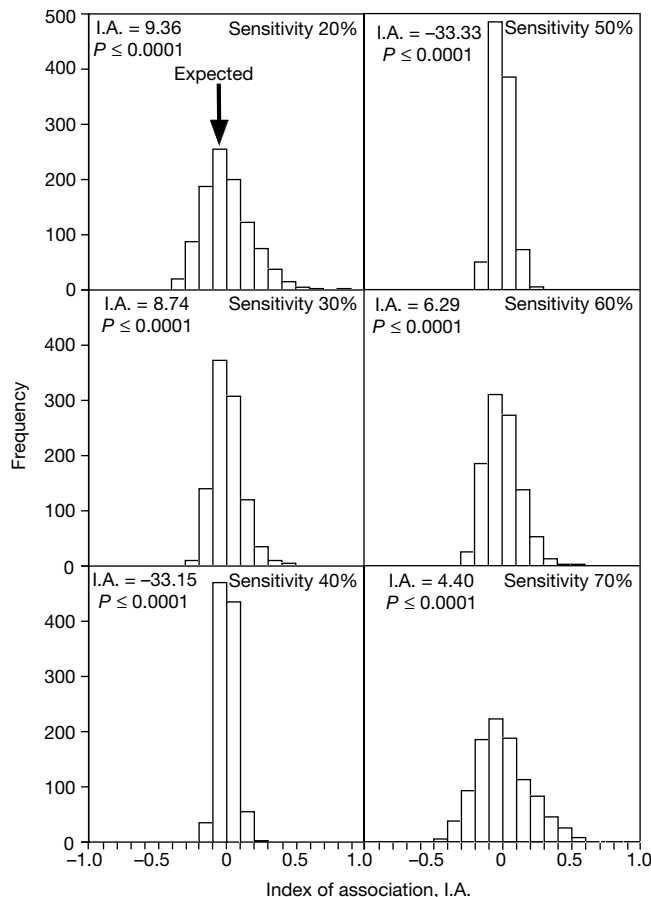 500
400
300
200
100
0
I.A. = 9.36
P ≤ 0.0001
Sensitivity 20%
Expected
I.A. = –33.33
P ≤ 0.0001
Sensitivity 50%
400
300
200
100
0
I.A. = 8.74
P ≤ 0.0001
Sensitivity 30%
I.A. = 6.29
P ≤ 0.0001
Sensitivity 60%
Frequency
400
300
200
100
0
I.A. = –33.15
P ≤ 0.0001
Sensitivity 40%
I.A. = 4.40
P ≤ 0.0001
Sensitivity 70%
–1.0 –0.5 0 0.5 1.0 –0.5 0 0.5 1.0
Index of association, I.A.